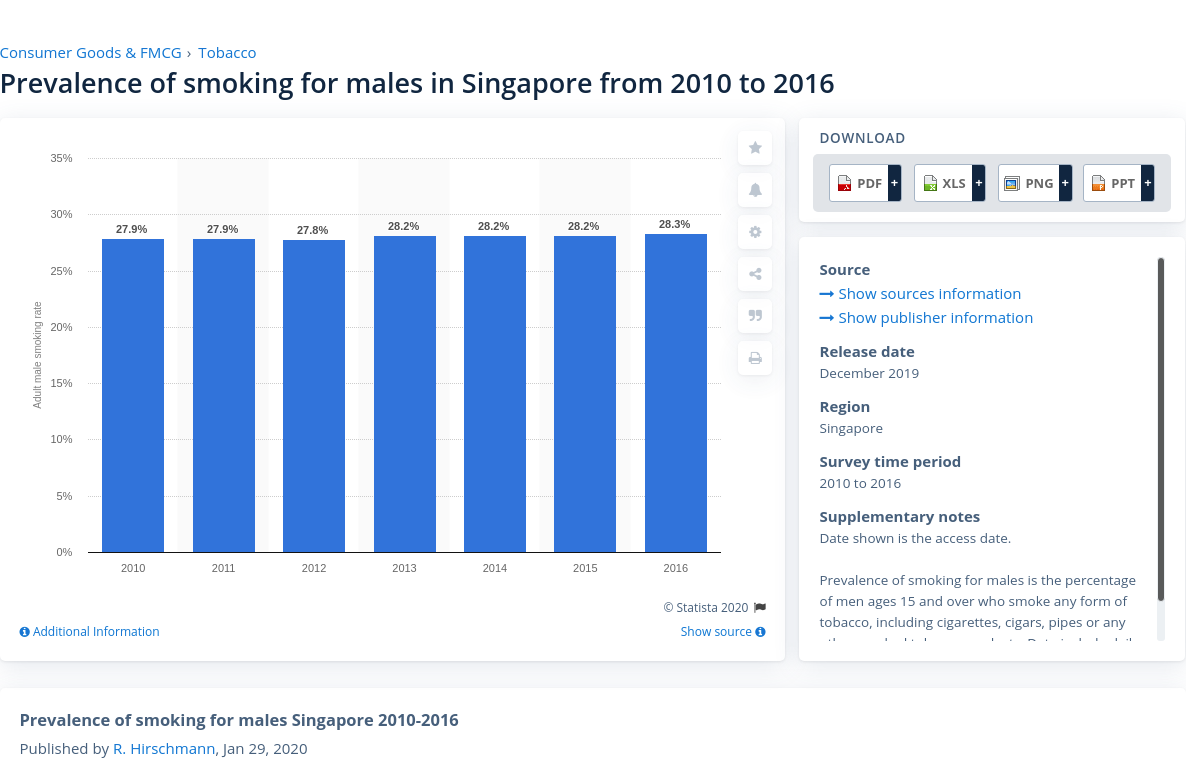 Consumer Goods & FMCG › Tobacco
Prevalence of smoking for males in Singapore from 2010 to 2016
35%
30%
25%
20%
15%
10%
5%
0%
Adult male smoking rate
27.9%
27.9%
27.8%
28.2%
28.2%
28.2%
28.3%
2010
2011
2012
2013
2014
2015
2016
© Statista 2020
Additional Information
Show source
DOWNLOAD
PDF +
XLS +
PNG +
PPT +
Source
Show sources information
Show publisher information
Release date
December 2019
Region
Singapore
Survey time period
2010 to 2016
Supplementary notes
Date shown is the access date.
Prevalence of smoking for males is the percentage
of men ages 15 and over who smoke any form of
tobacco, including cigarettes, cigars, pipes or any
Prevalence of smoking for males Singapore 2010-2016
Published by R. Hirschmann, Jan 29, 2020